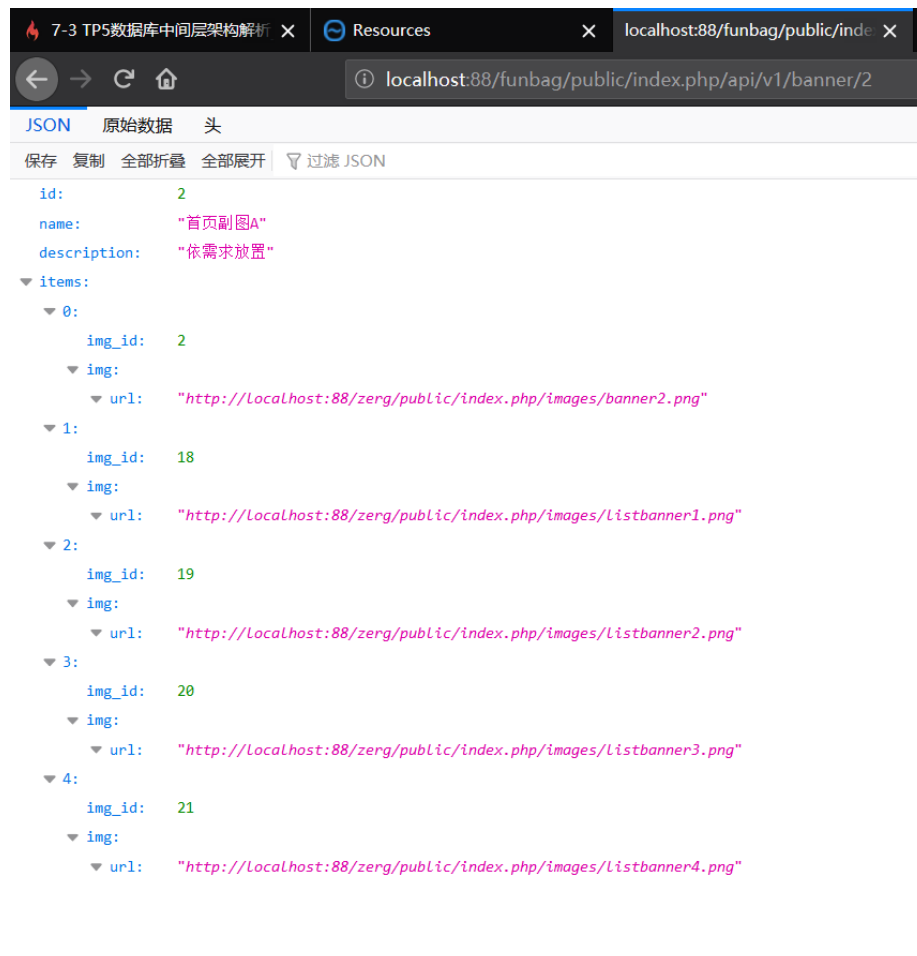 7-3 TP5数据库中间层架构解析 Resources localhost:88/funbag/public/inde
localhost:88/funbag/public/index.php/api/v1/banner/2
JSON 原始数据 头
保存 复制 全部折叠 全部展开 过滤 JSON
id: 2
name: "首页副图A"
description: "依需求放置"
items:
0:
img_id: 2
img:
url: "http://localhost:88/zerg/public/index.php/images/banner2.png"
1:
img_id: 18
img:
url: "http://localhost:88/zerg/public/index.php/images/listbanner1.png"
2:
img_id: 19
img:
url: "http://localhost:88/zerg/public/index.php/images/listbanner2.png"
3:
img_id: 20
img:
url: "http://localhost:88/zerg/public/index.php/images/listbanner3.png"
4:
img_id: 21
img:
url: "http://localhost:88/zerg/public/index.php/images/listbanner4.png"